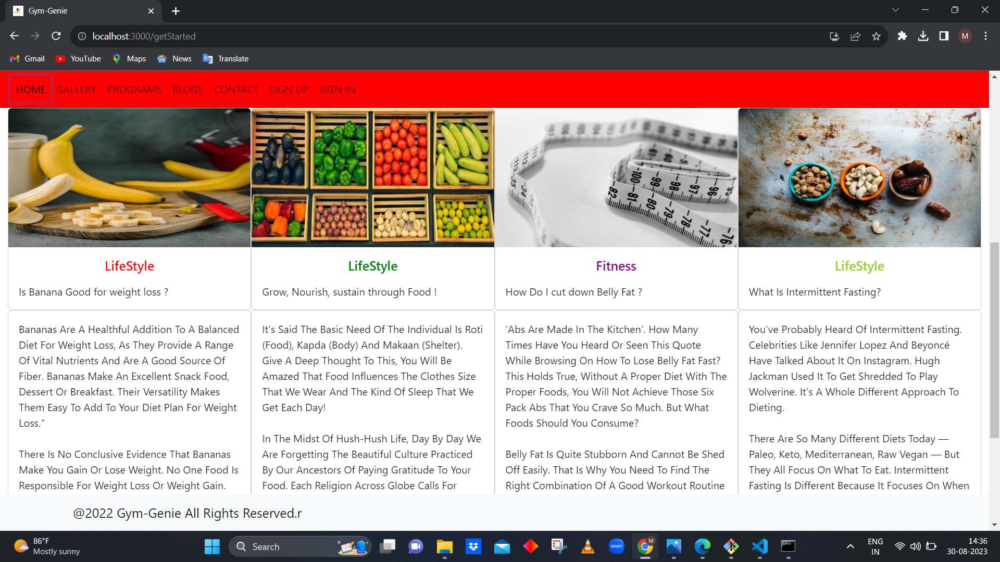 Gym-Genie
localhost:3000/getStarted
M
Gmail
YouTube
Maps
News
Translate
HOME GALLERY PROGRAMS BLOGS CONTACT SIGN UP SIGN IN
LifeStyle
Is Banana Good for weight loss ?
Bananas Are A Healthful Addition To A Balanced
Diet For Weight Loss, As They Provide A Range
Of Vital Nutrients And Are A Good Source Of
Fiber. Bananas Make An Excellent Snack Food,
Dessert Or Breakfast. Their Versatility Makes
Them Easy To Add To Your Diet Plan For Weight
Loss.“
There Is No Conclusive Evidence That Bananas
Make You Gain Or Lose Weight. No One Food Is
Responsible For Weight Loss Or Weight Gain.
LifeStyle
Grow, Nourish, sustain through Food !
It’s Said The Basic Need Of The Individual Is Roti
(Food), Kapda (Body) And Makaan (Shelter).
Give A Deep Thought To This, You Will Be
Amazed That Food Influences The Clothes Size
That We Wear And The Kind Of Sleep That We
Get Each Day!
In The Midst Of Hush-Hush Life, Day By Day We
Are Forgetting The Beautiful Culture Practiced
By Our Ancestors Of Paying Gratitude To Your
Food. Each Religion Across Globe Calls For
Fitness
How Do I cut down Belly Fat ?
‘Abs Are Made In The Kitchen’. How Many
Times Have You Heard Or Seen This Quote
While Browsing On How To Lose Belly Fat Fast?
This Holds True, Without A Proper Diet With The
Proper Foods, You Will Not Achieve Those Six
Pack Abs That You Crave So Much. But What
Foods Should You Consume?
Belly Fat Is Quite Stubborn And Cannot Be Shed
Off Easily. That Is Why You Need To Find The
Right Combination Of A Good Workout Routine
LifeStyle
What Is Intermittent Fasting?
You’ve Probably Heard Of Intermittent Fasting.
Celebrities Like Jennifer Lopez And Beyoncé
Have Talked About It On Instagram. Hugh
Jackman Used It To Get Shredded To Play
Wolverine. It’s A Whole Different Approach To
Dieting.
There Are So Many Different Diets Today —
Paleo, Keto, Mediterranean, Raw Vegan — But
They All Focus On What To Eat. Intermittent
Fasting Is Different Because It Focuses On When
@2022 Gym-Genie All Rights Reserved.r
86°F
Mostly sunny
Search
zoom
M
ENG
IN
14:36
30-08-2023